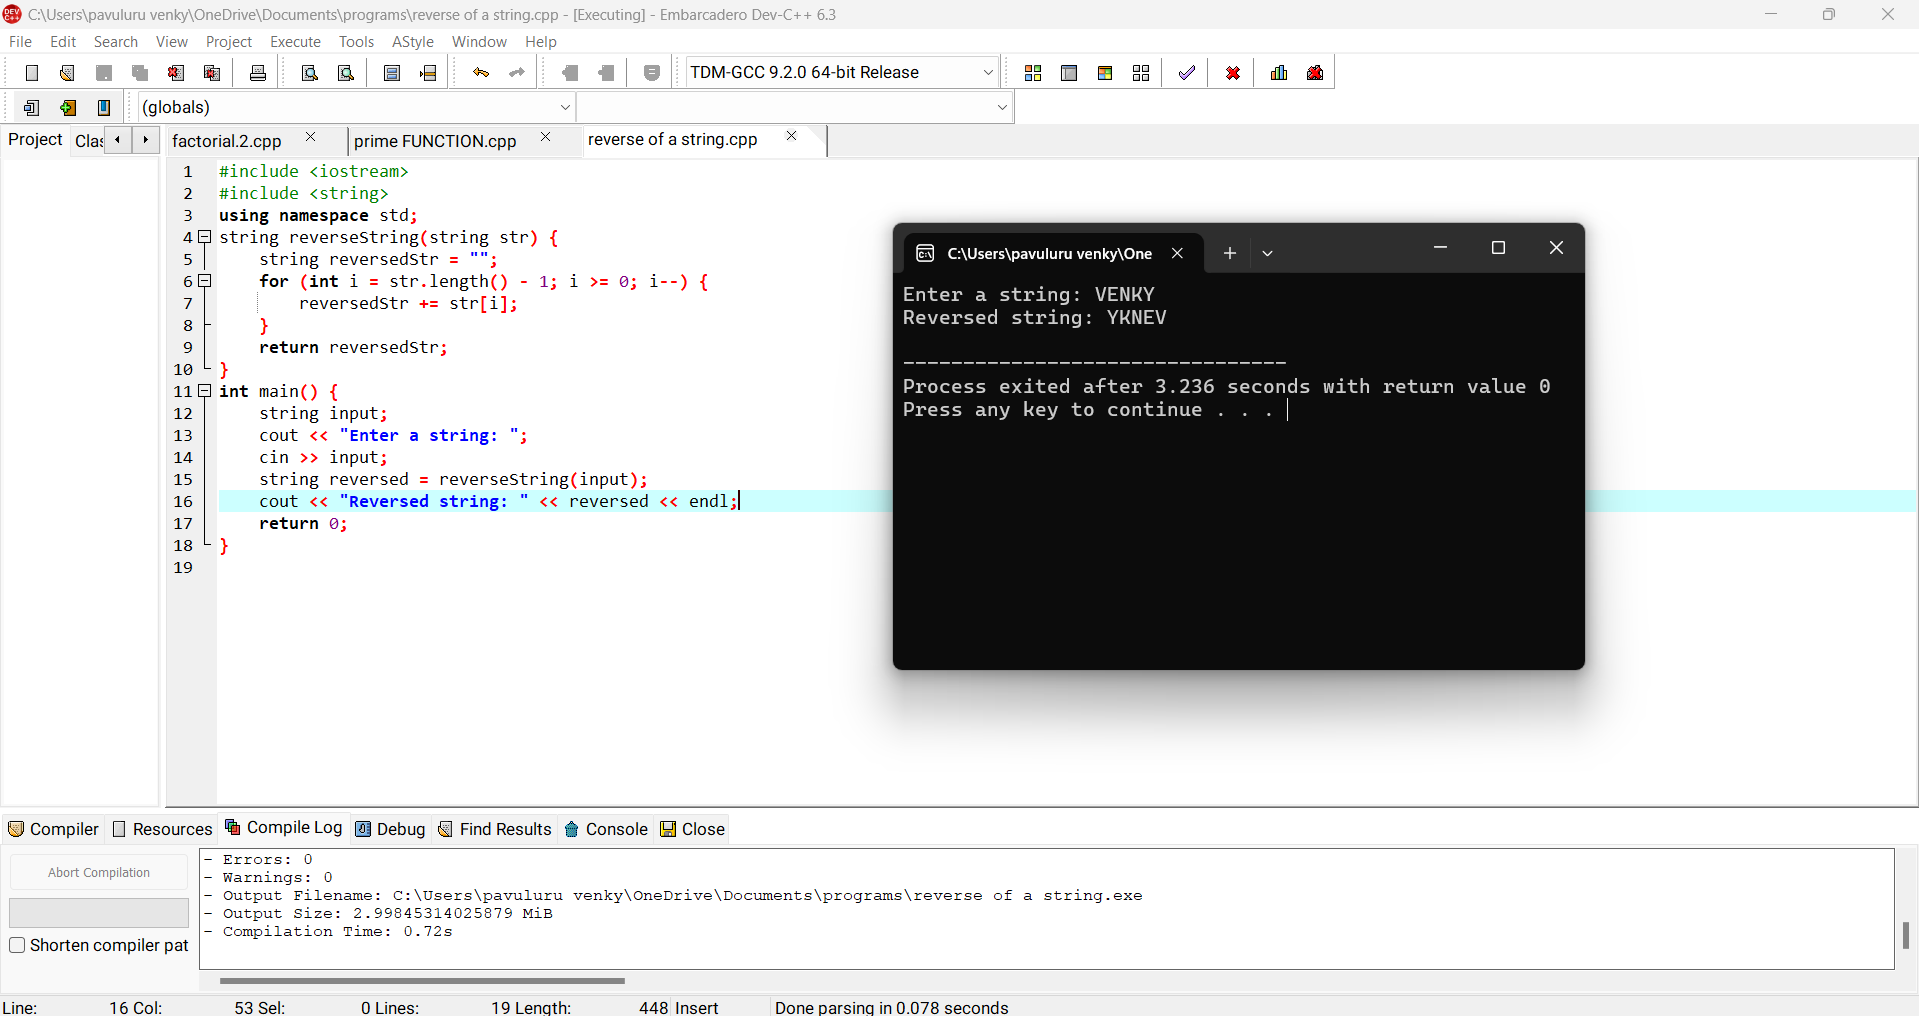 C:\Users\pavuluru venky\OneDrive\Documents\programs\reverse of a string.cpp - [Executing] - Embarcadero Dev-C++ 6.3
File Edit Search View Project Execute Tools AStyle Window Help
TDM-GCC 9.2.0 64-bit Release
(globals)
Project Clas factorial.2.cpp prime FUNCTION.cpp reverse of a string.cpp
1 #include <iostream>
2 #include <string>
3 using namespace std;
4 string reverseString(string str) {
5 string reversedStr = "";
6 for (int i = str.length() - 1; i >= 0; i--) {
7 reversedStr += str[i];
8 }
9 return reversedStr;
10 }
11 int main() {
12 string input;
13 cout << "Enter a string: ";
14 cin >> input;
15 string reversed = reverseString(input);
16 cout << "Reversed string: " << reversed << endl;
17 return 0;
18 }
19
C:\Users\pavuluru venky\One
Enter a string: VENKY
Reversed string: YKNEV
--------------------------------
Process exited after 3.236 seconds with return value 0
Press any key to continue . . .
Compiler Resources Compile Log Debug Find Results Console Close
Abort Compilation
Shorten compiler pat
- Errors: 0
- Warnings: 0
- Output Filename: C:\Users\pavuluru venky\OneDrive\Documents\programs\reverse of a string.exe
- Output Size: 2.99845314025879 MiB
- Compilation Time: 0.72s
Line: 16 Col: 53 Sel: 0 Lines: 19 Length: 448 Insert Done parsing in 0.078 seconds